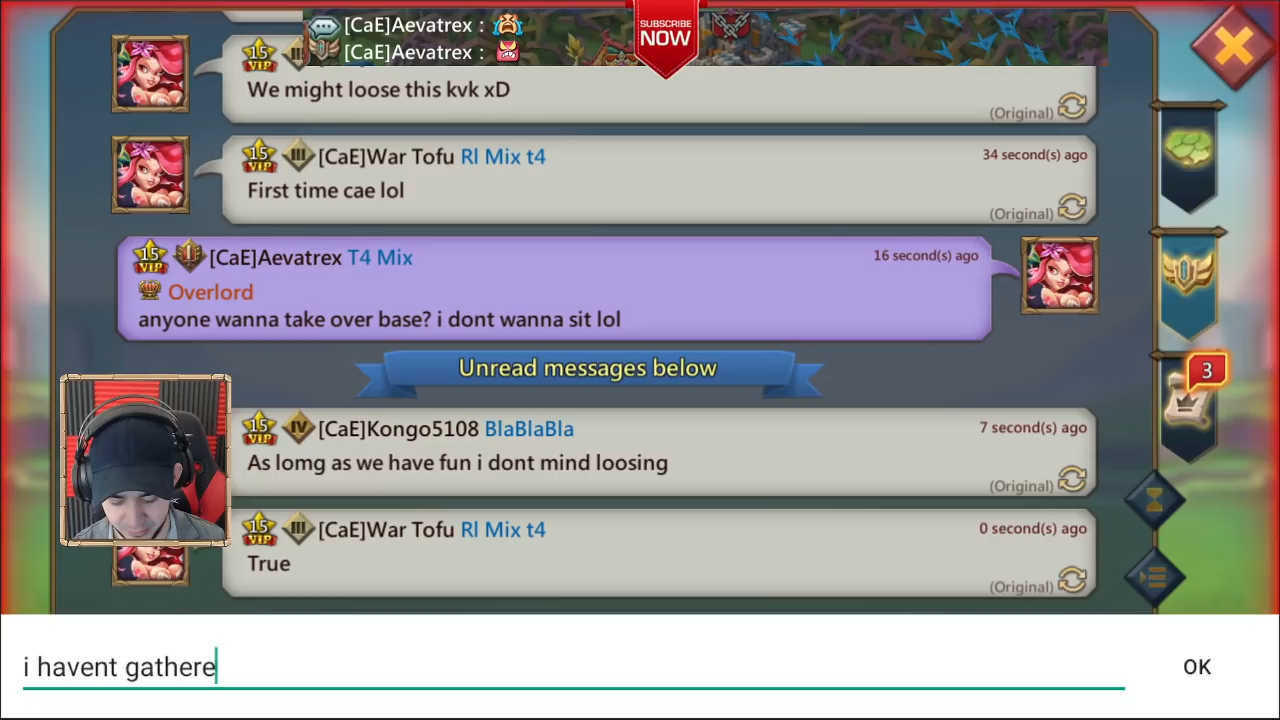 [CaE]Aevatrex :
[CaE]Aevatrex :
SUBSCRIBE
NOW
15
VIP
III
We might loose this kvk xD
(Original)
15
VIP
III
[CaE]War Tofu Rl Mix t4
34 second(s) ago
First time cae lol
(Original)
15
VIP
[CaE]Aevatrex T4 Mix
16 second(s) ago
Overlord
anyone wanna take over base? i dont wanna sit lol
Unread messages below
3
15
VIP
IV
[CaE]Kongo5108 BlaBlaBla
7 second(s) ago
As lomg as we have fun i dont mind loosing
(Original)
15
VIP
III
[CaE]War Tofu Rl Mix t4
0 second(s) ago
True
(Original)
i havent gathere
OK